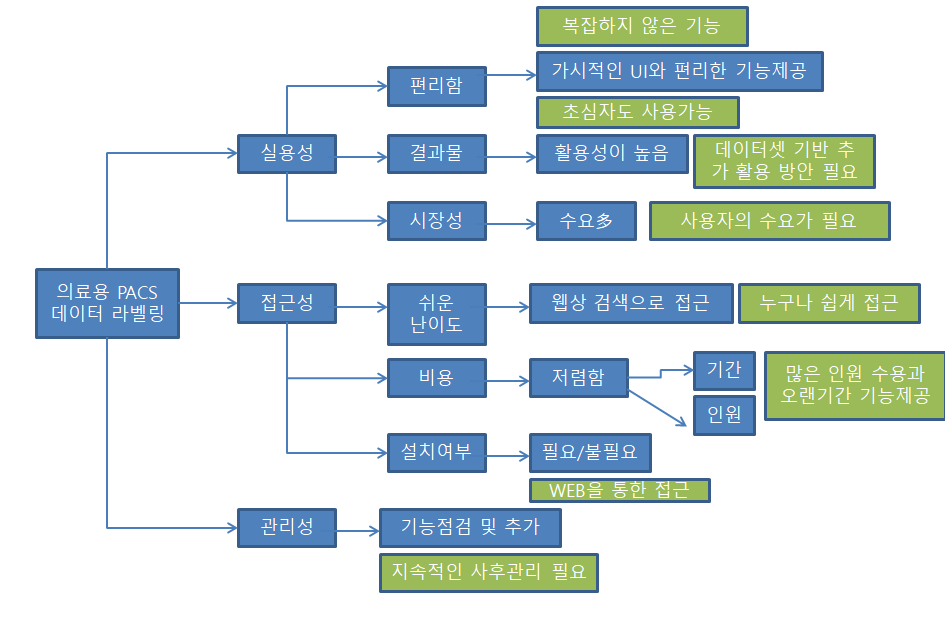 복잡하지 않은 기능
편리함
가시적인 UI와 편리한 기능제공
초심자도 사용가능
실용성
결과물
활용성이 높음
데이터셋 기반 추
가 활용 방안 필요
시장성
수요多
사용자의 수요가 필요
의료용 PACS
데이터 라벨링
접근성
쉬운
난이도
웹상 검색으로 접근
누구나 쉽게 접근
비용
저렴함
기간
인원
많은 인원 수용과
오랜기간 기능제공
설치여부
필요/불필요
WEB을 통한 접근
관리성
기능점검 및 추가
지속적인 사후관리 필요